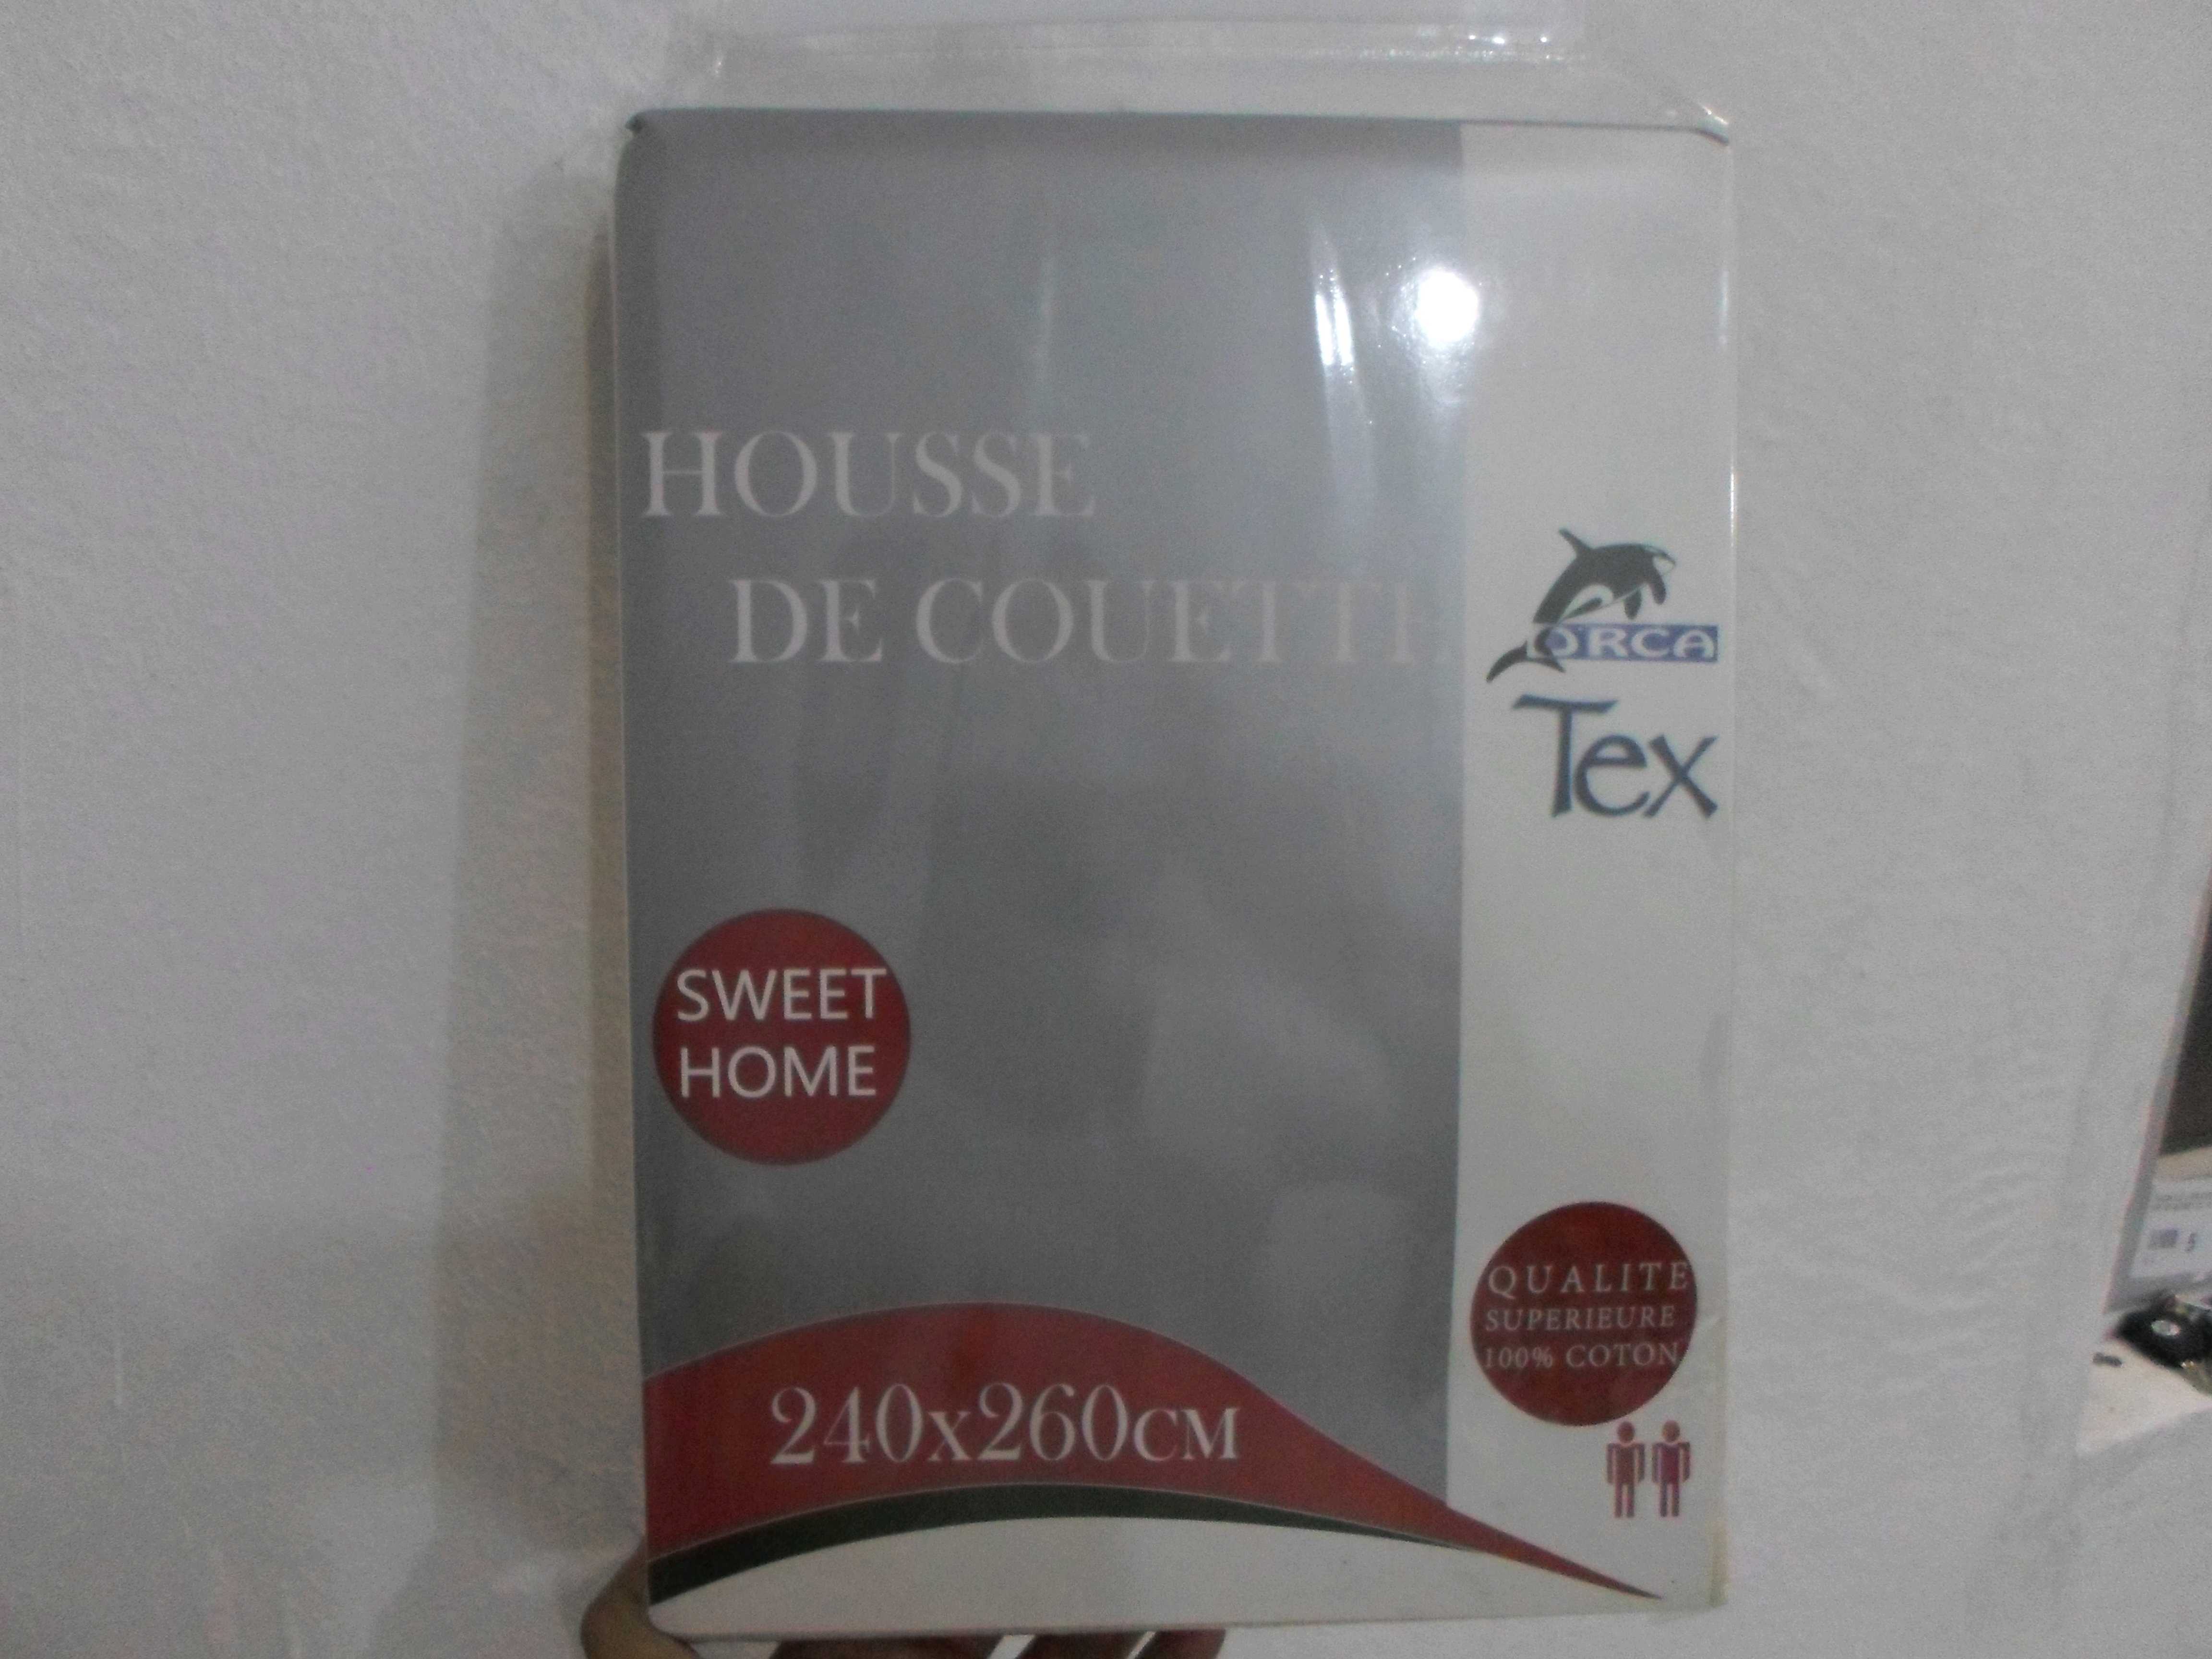 HOUSSE
DE COUETTE
ORCA
Tex
SWEET
HOME
QUALITE
SUPERIEURE
100% COTON
240x260CM